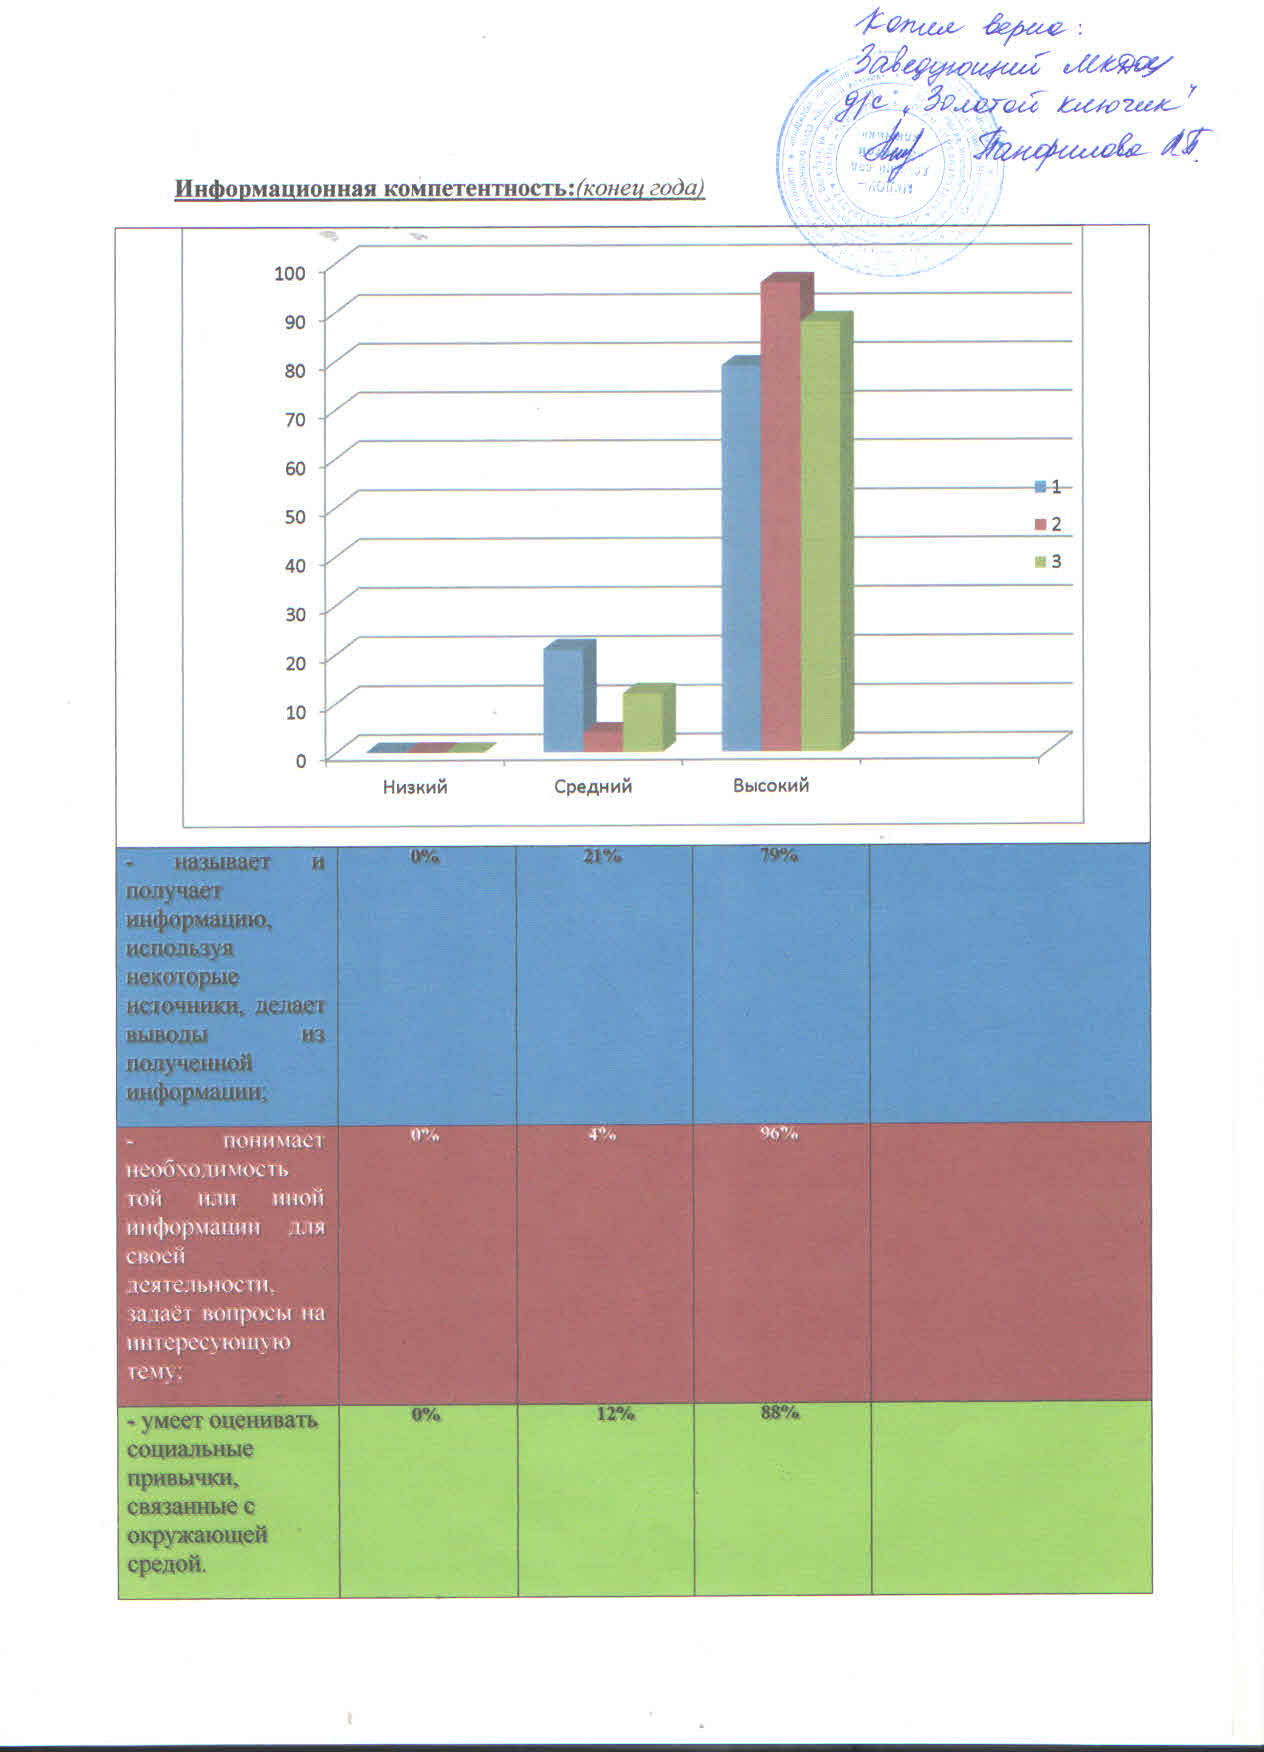 Копия верна:
Заведующий МКДОУ
д/с „Золотой ключик"
Панфилова Л.П.
Информационная компетентность:(конец года)
100
90
80
70
60
50
40
30
20
10
0
Низкий Средний Высокий
1
2
3
- называет и 0% 21% 79%
получает
информацию,
используя
некоторые
источники, делает
выводы из
полученной
информации;
- понимает 0% 4% 96%
необходимость
той или иной
информации для
своей
деятельности,
задаёт вопросы на
интересующую
тему;
- умеет оценивать 0% 12% 88%
социальные
привычки,
связанные с
окружающей
средой.